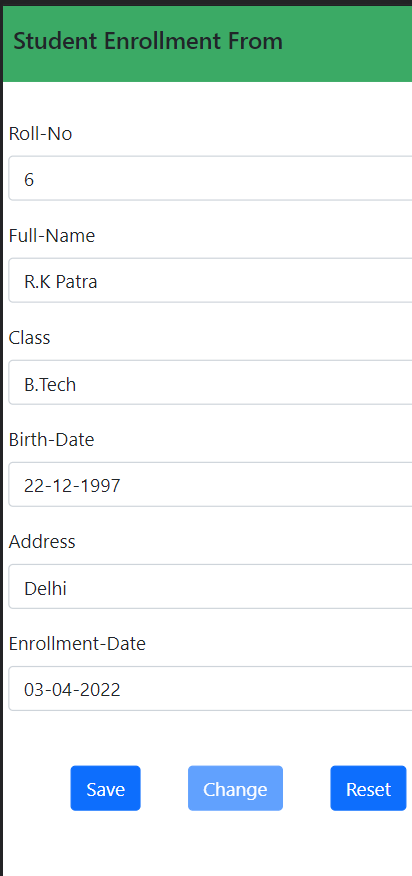 Student Enrollment From
Roll-No
6
Full-Name
R.K Patra
Class
B.Tech
Birth-Date
22-12-1997
Address
Delhi
Enrollment-Date
03-04-2022
Save Change Reset